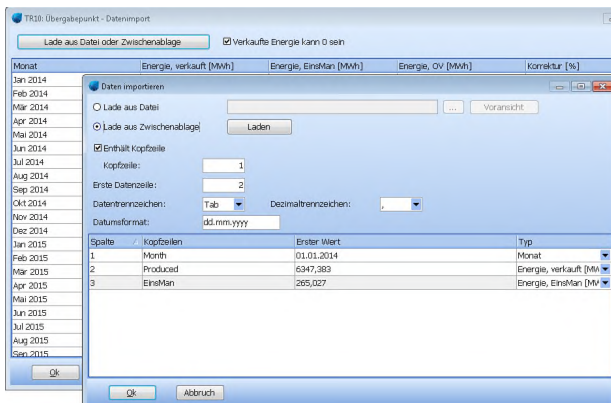 TR10: Übergabepunkt - Datenimport
Lade aus Datei oder Zwischenablage
Verkaufte Energie kann 0 sein
Monat Energie, verkauft [MWh] Energie, EinsMan [MWh] Energie, OV [MWh] Korrektur [%]
Jan 2014
Feb 2014
Mär 2014
Apr 2014
Mai 2014
Jun 2014
Jul 2014
Aug 2014
Sep 2014
Okt 2014
Nov 2014
Dez 2014
Jan 2015
Feb 2015
Mär 2015
Apr 2015
Mai 2015
Jun 2015
Jul 2015
Aug 2015
Sep 2015
Ok
Daten importieren
Lade aus Datei ... Voransicht
Lade aus Zwischenablage Laden
Enthält Kopfzeile
Kopfzeile: 1
Erste Datenzeile: 2
Datentrennzeichen: Tab Dezimaltrennzeichen: ,
Datumsformat: dd.mm.yyyy
Spalte Kopfzeilen Erster Wert Typ
1 Month 01.01.2014 Monat
2 Produced 6347,383 Energie, verkauft [MW
3 EinsMan 265,027 Energie, EinsMan [MW
Ok Abbruch